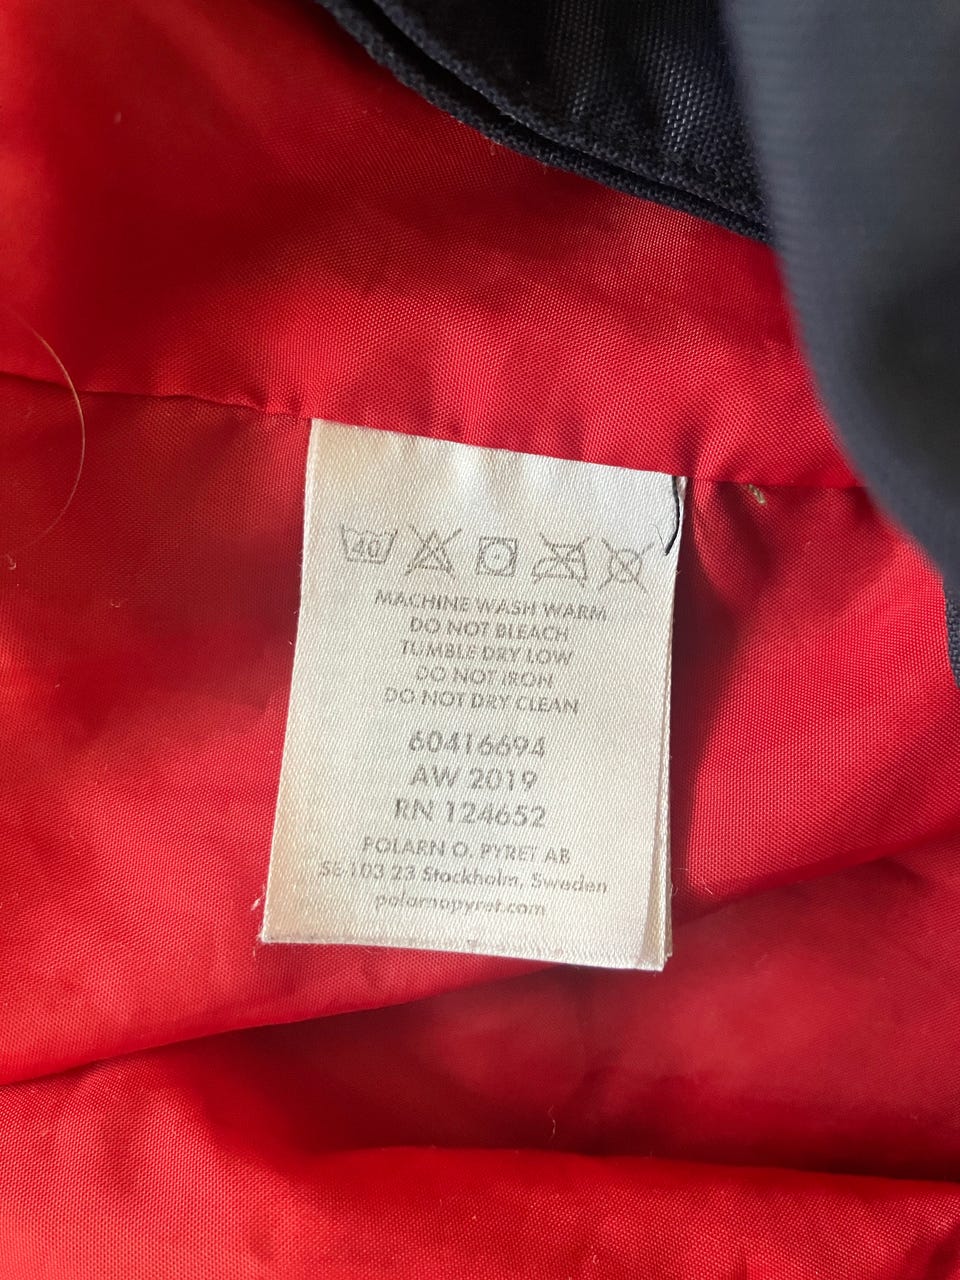 40
MACHINE WASH WARM
DO NOT BLEACH
TUMBLE DRY LOW
DO NOT IRON
DO NOT DRY CLEAN
60416694
AW 2019
RN 124652
POLARN O. PYRET AB
SE-103 23 Stockholm, Sweden
polarnopyret.com